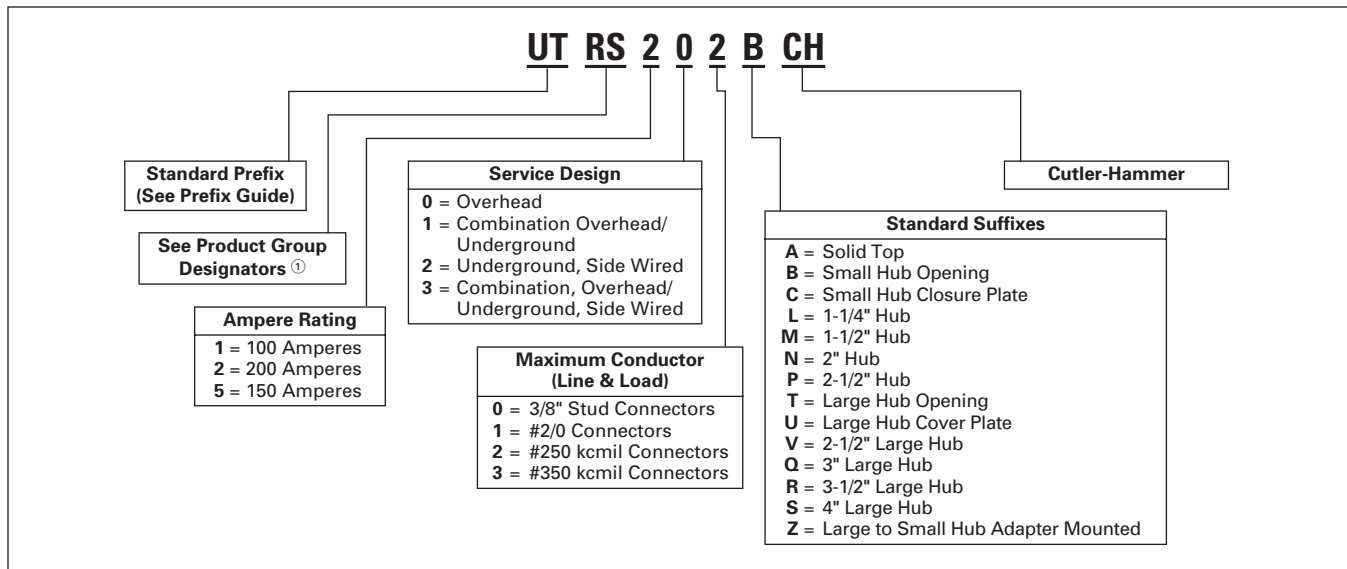 UT RS 2 0 2 B CH
Standard Prefix
(See Prefix Guide)
See Product Group
Designators ①
Ampere Rating
1 = 100 Amperes
2 = 200 Amperes
5 = 150 Amperes
Service Design
0 = Overhead
1 = Combination Overhead/
Underground
2 = Underground, Side Wired
3 = Combination, Overhead/
Underground, Side Wired
Maximum Conductor
(Line & Load)
0 = 3/8" Stud Connectors
1 = #2/0 Connectors
2 = #250 kcmil Connectors
3 = #350 kcmil Connectors
Cutler-Hammer
Standard Suffixes
A = Solid Top
B = Small Hub Opening
C = Small Hub Closure Plate
L = 1-1/4" Hub
M = 1-1/2" Hub
N = 2" Hub
P = 2-1/2" Hub
T = Large Hub Opening
U = Large Hub Cover Plate
V = 2-1/2" Large Hub
Q = 3" Large Hub
R = 3-1/2" Large Hub
S = 4" Large Hub
Z = Large to Small Hub Adapter Mounted